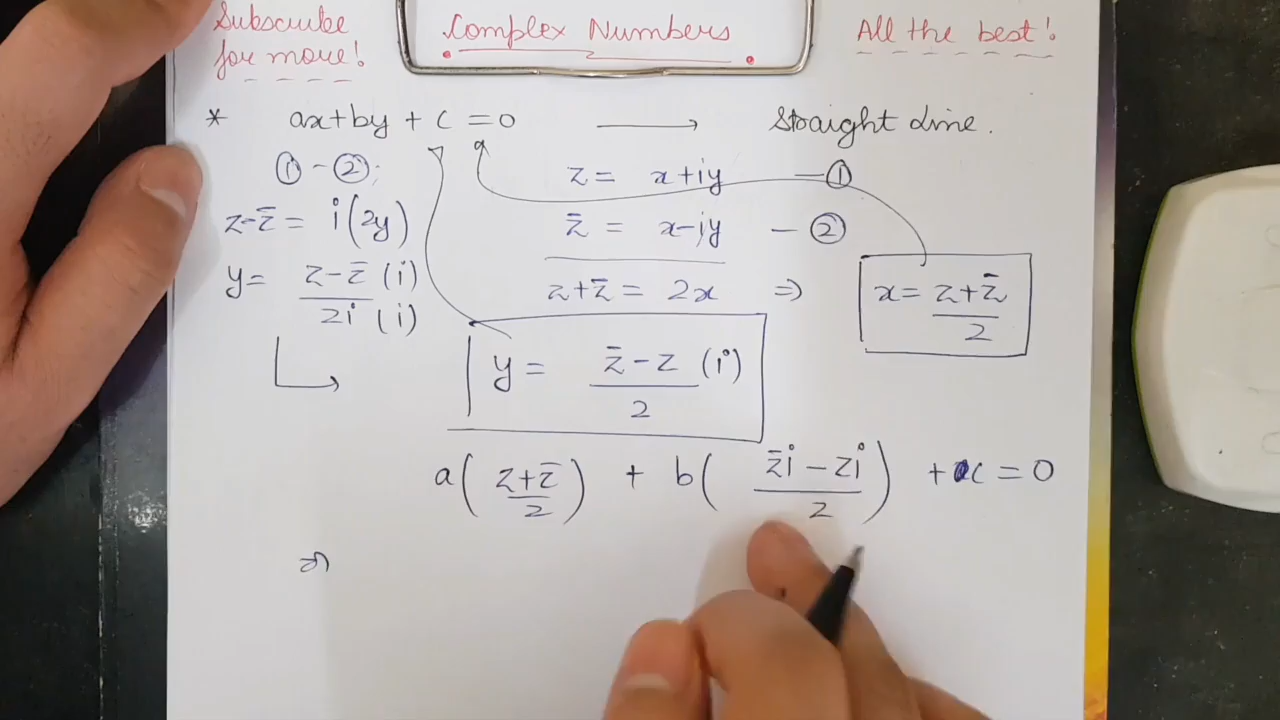 Subscribe for more!
Complex Numbers
All the best!
* ax+by + c = 0 ⟶ Straight Line.
① - ②;
z-z̄ = i(2y)
y= z-z̄ (i) / 2i (i)
z = x+iy — ①
z̄ = x-iy — ②
z+z̄ = 2x ⇒ x= z+z̄ / 2
y = z̄-z (i) / 2
a( z+z̄ / 2 ) + b( z̄i - zi / 2 ) + c = 0
⇒